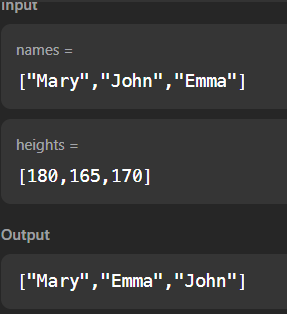 Input
names =
["Mary","John","Emma"]
heights =
[180,165,170]
Output
["Mary","Emma","John"]